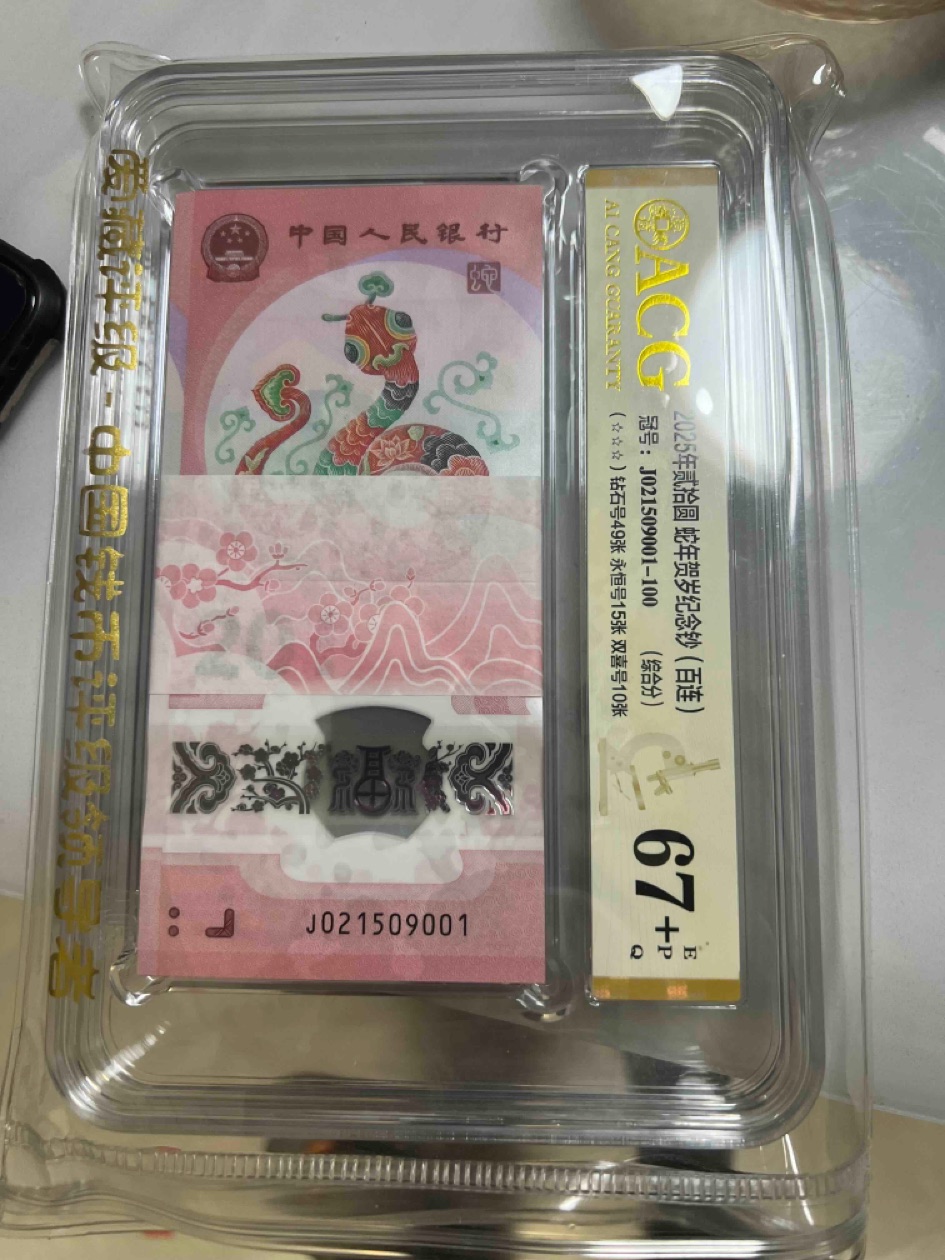 爱藏评级 - 中国钱币评级领导者
中国人民银行
J021509001
ACG
AI CANG GUARANTY
2025年贰拾圆 蛇年贺岁纪念钞（百连）
冠号：J021509001-100 （综合分）
（☆☆☆）钻石号49张 永恒号15张 双喜号10张
67+
E
P
Q